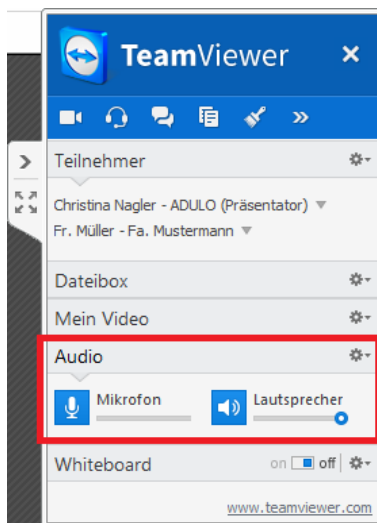 TeamViewer
Teilnehmer
Christina Nagler - ADULO (Präsentator)
Fr. Müller - Fa. Mustermann
Dateibox
Mein Video
Audio
Mikrofon Lautsprecher
Whiteboard on off
www.teamviewer.com